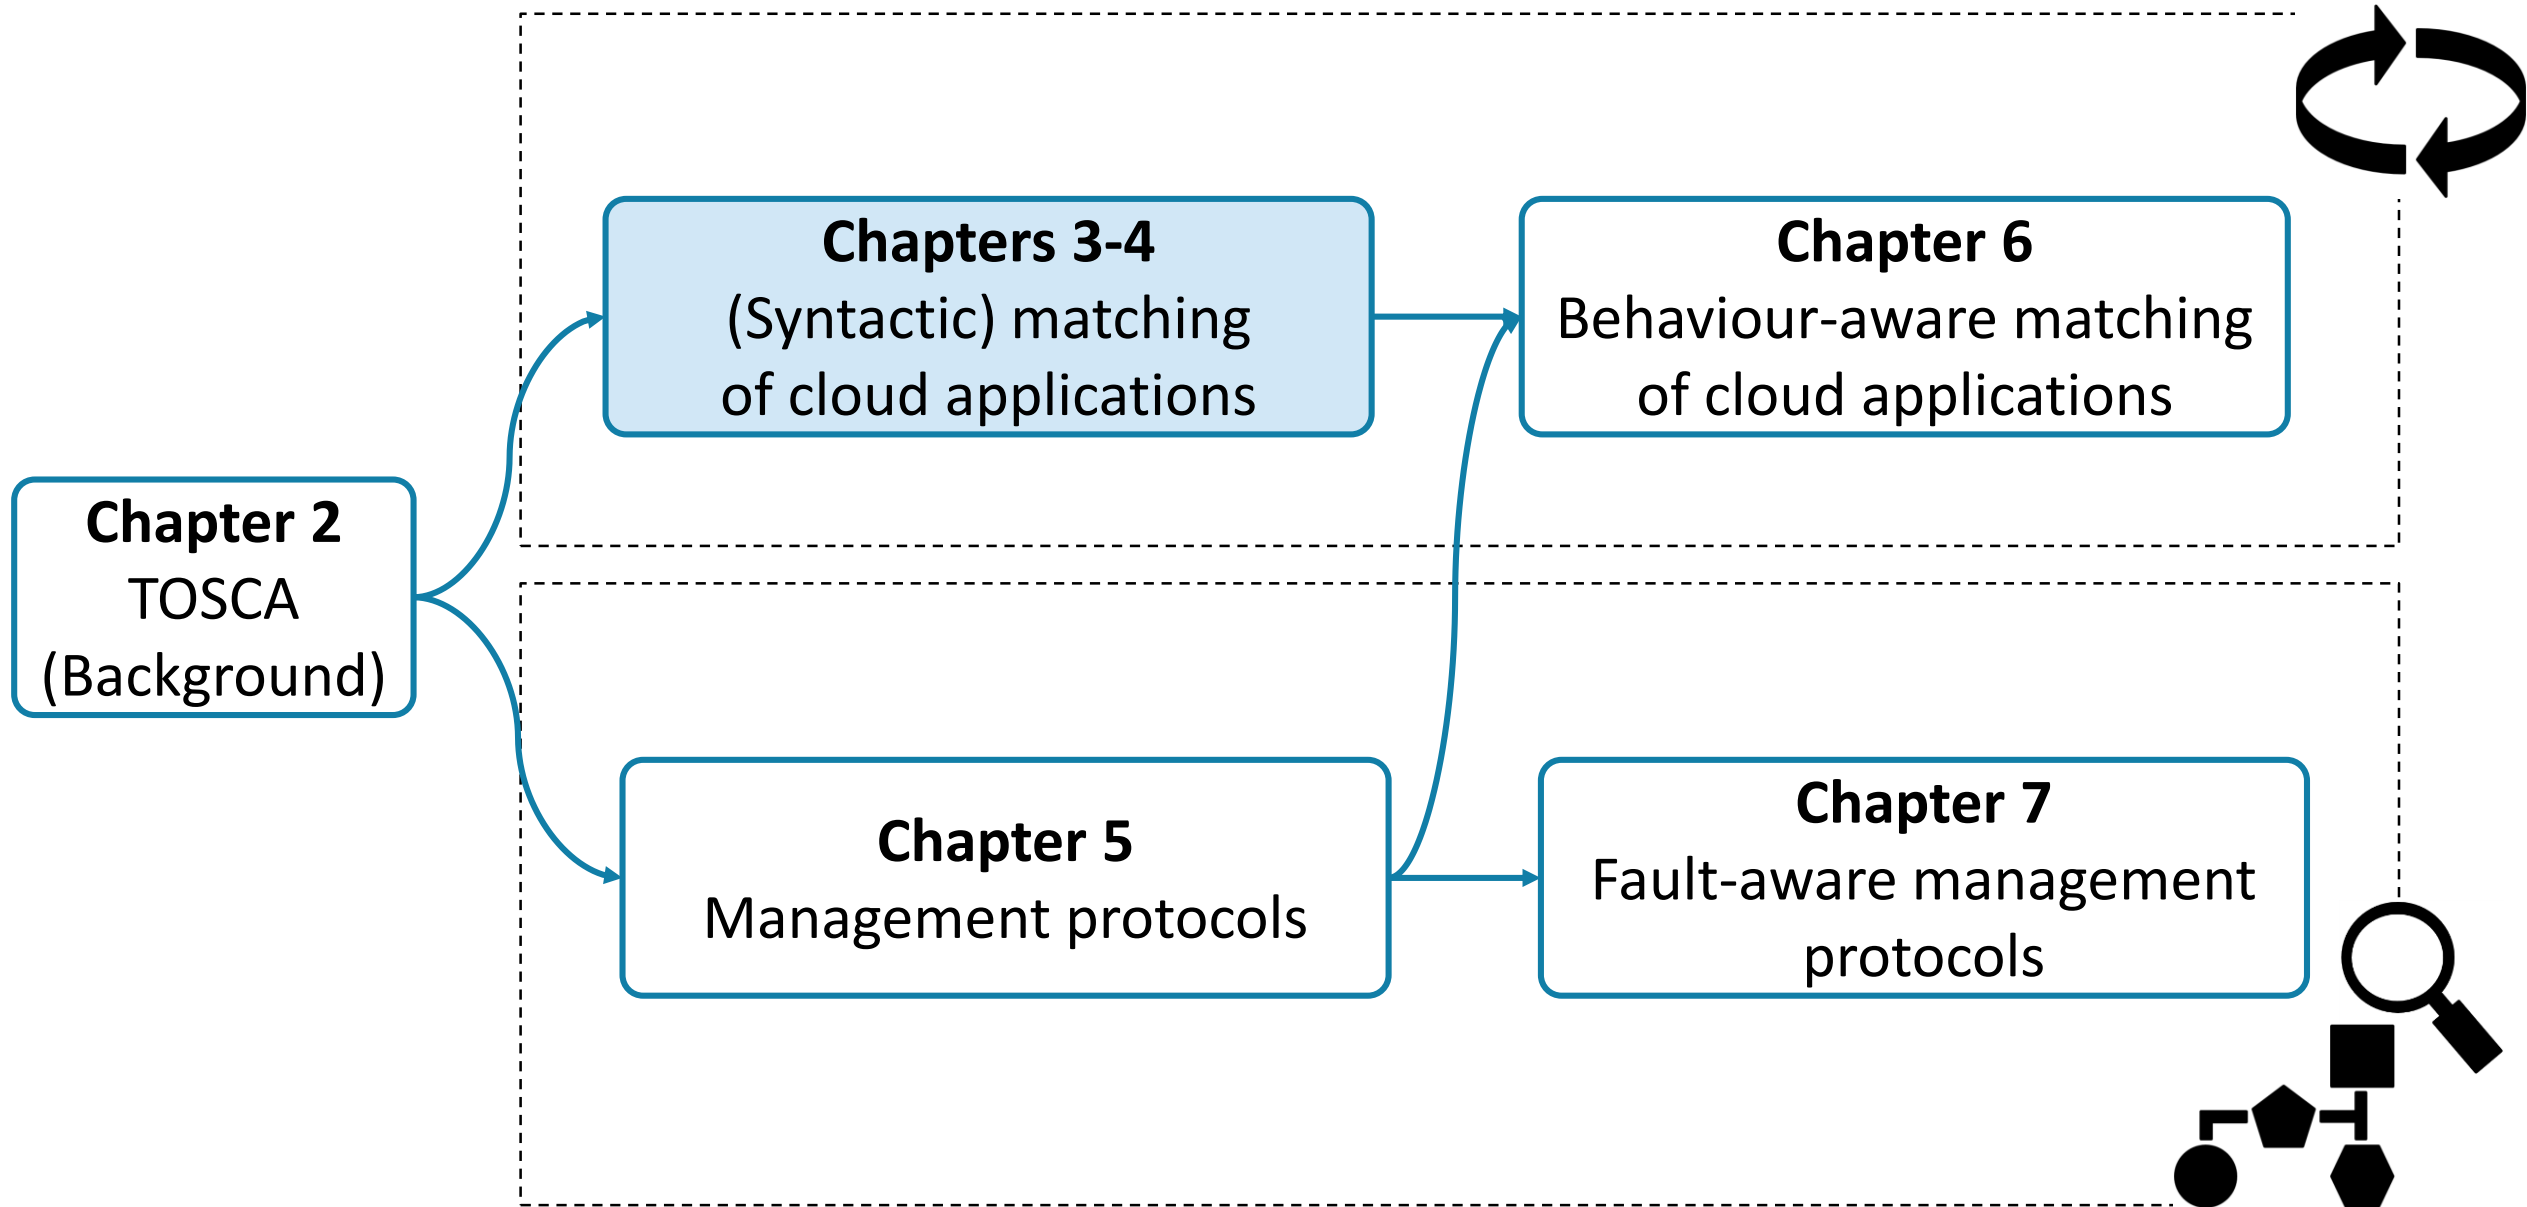 Chapter 2
TOSCA
(Background)
Chapters 3-4
(Syntactic) matching
of cloud applications
Chapter 6
Behaviour-aware matching
of cloud applications
Chapter 5
Management protocols
Chapter 7
Fault-aware management
protocols